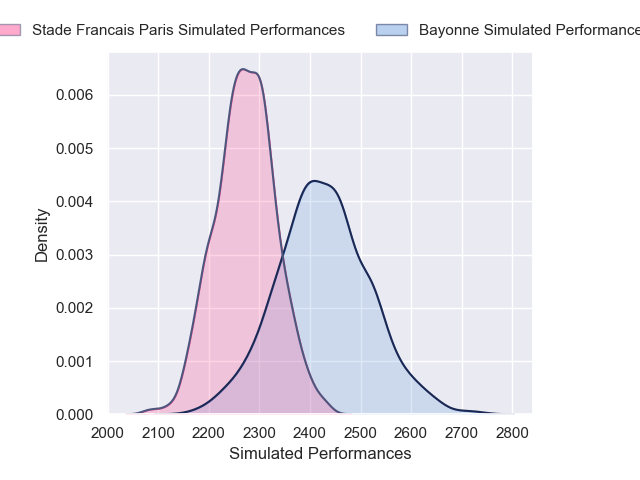 Stade Francais Paris Simulated Performances Bayonne Simulated Performance
0.006
0.005
0.004
0.003
0.002
0.001
0.000
Density
2000 2100 2200 2300 2400 2500 2600 2700 2800
Simulated Performances